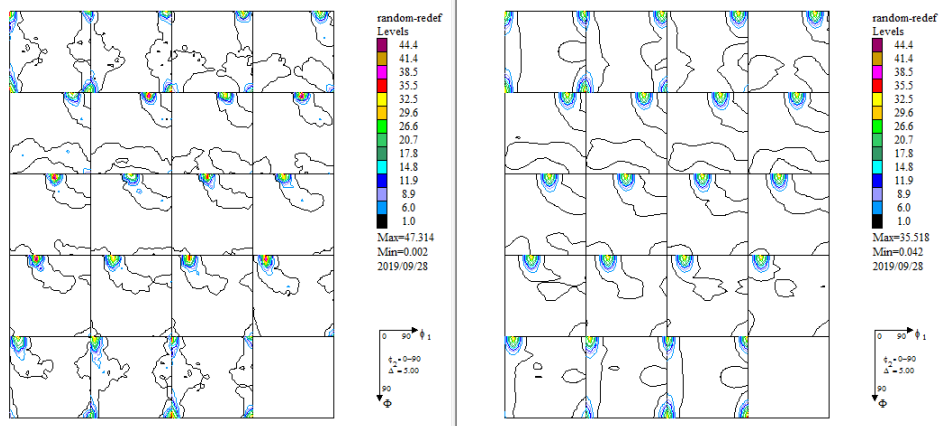 random-redef
Levels
44.4
41.4
38.5
35.5
32.5
29.6
26.6
20.7
17.8
14.8
11.9
8.9
6.0
1.0
Max=47.314
Min=0.002
2019/09/28
0 90 ϕ1
ϕ2 = 0-90
Δ = 5.00
90
Φ
random-redef
Levels
44.4
41.4
38.5
35.5
32.5
29.6
26.6
20.7
17.8
14.8
11.9
8.9
6.0
1.0
Max=35.518
Min=0.042
2019/09/28
0 90 ϕ1
ϕ2 = 0-90
Δ = 5.00
90
Φ